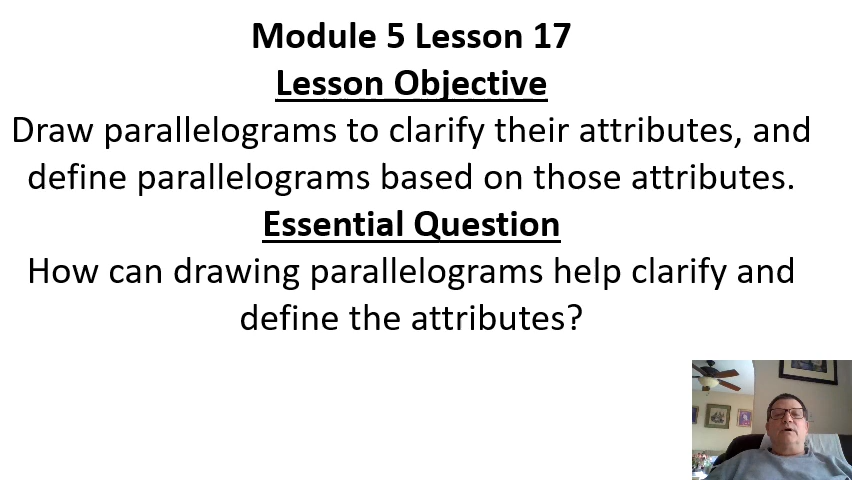 Module 5 Lesson 17
Lesson Objective
Draw parallelograms to clarify their attributes, and
define parallelograms based on those attributes.
Essential Question
How can drawing parallelograms help clarify and
define the attributes?